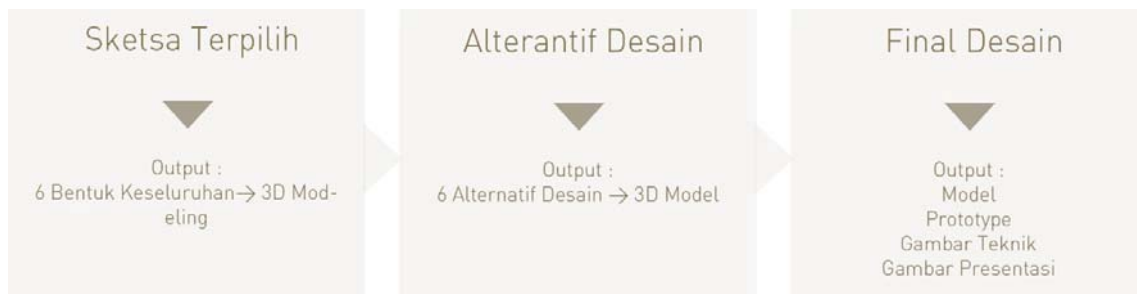 Sketsa Terpilih
Output :
6 Bentuk Keseluruhan→ 3D Mod-
eling
Alterantif Desain
Output :
6 Alternatif Desain → 3D Model
Final Desain
Output :
Model
Prototype
Gambar Teknik
Gambar Presentasi